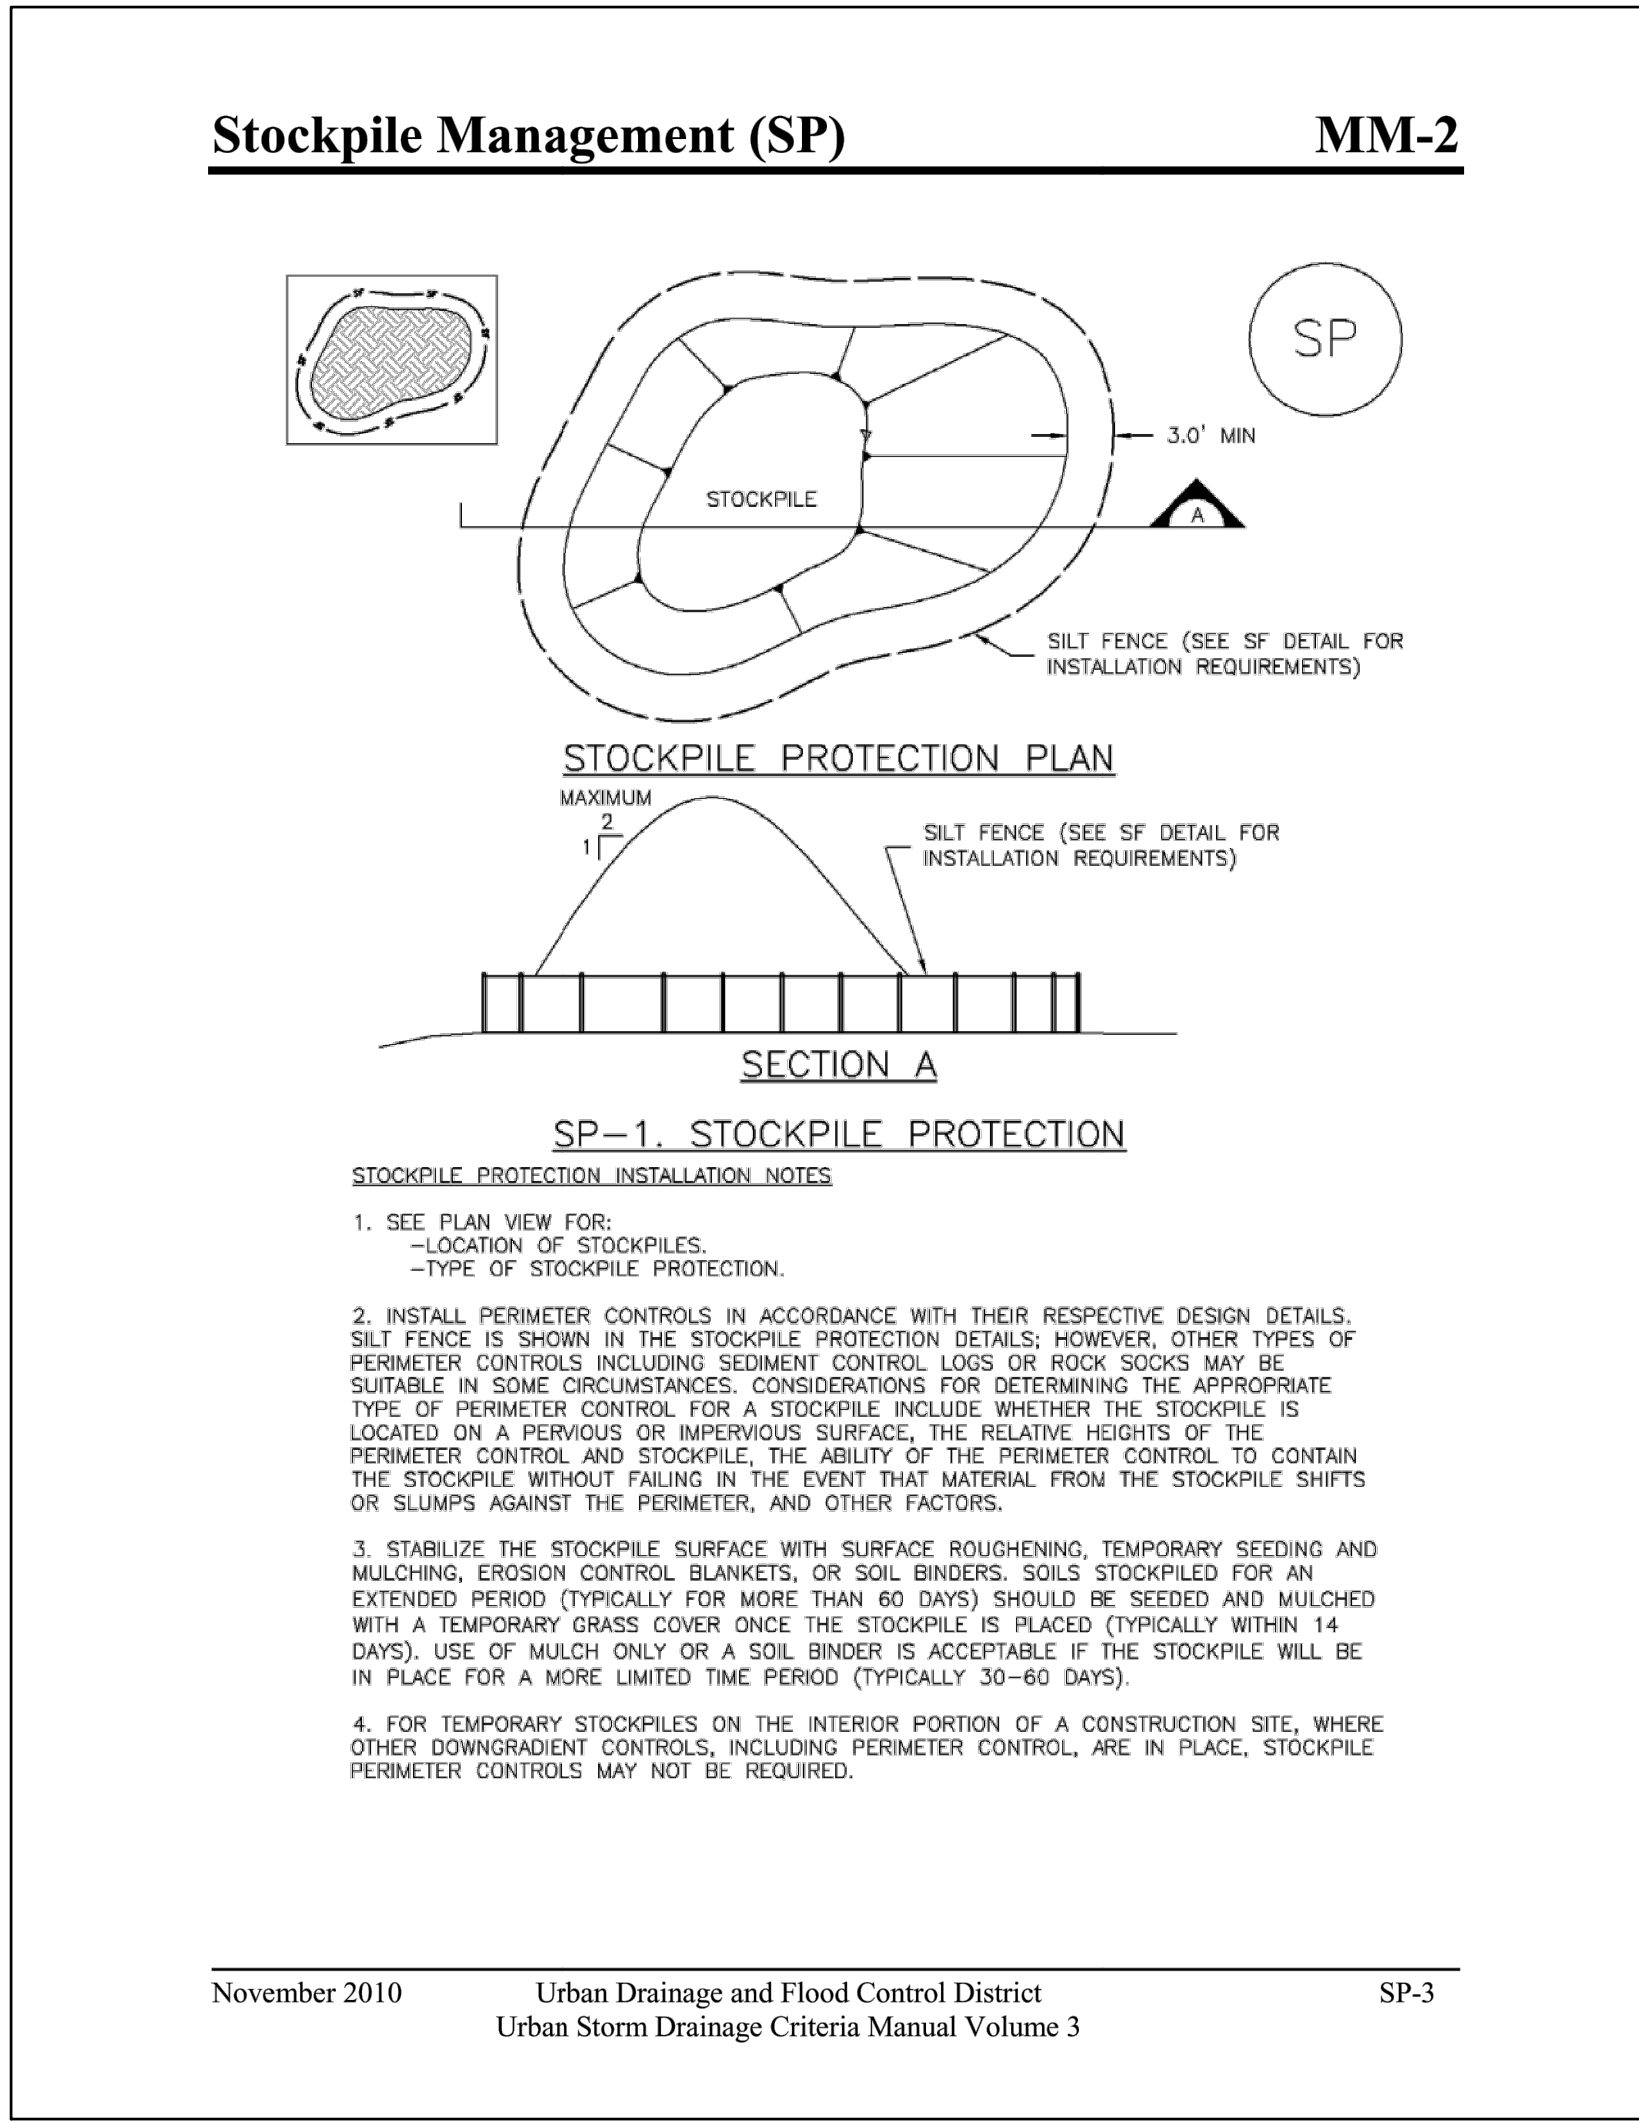 Stockpile Management (SP) MM-2
SF SF
SF SF
SF
SF SF
SP
3.0' MIN
STOCKPILE
A
SILT FENCE (SEE SF DETAIL FOR
INSTALLATION REQUIREMENTS)
STOCKPILE PROTECTION PLAN
MAXIMUM
2
1
SILT FENCE (SEE SF DETAIL FOR
INSTALLATION REQUIREMENTS)
SECTION A
SP-1. STOCKPILE PROTECTION
STOCKPILE PROTECTION INSTALLATION NOTES
1. SEE PLAN VIEW FOR:
-LOCATION OF STOCKPILES.
-TYPE OF STOCKPILE PROTECTION.
2. INSTALL PERIMETER CONTROLS IN ACCORDANCE WITH THEIR RESPECTIVE DESIGN DETAILS.
SILT FENCE IS SHOWN IN THE STOCKPILE PROTECTION DETAILS; HOWEVER, OTHER TYPES OF
PERIMETER CONTROLS INCLUDING SEDIMENT CONTROL LOGS OR ROCK SOCKS MAY BE
SUITABLE IN SOME CIRCUMSTANCES. CONSIDERATIONS FOR DETERMINING THE APPROPRIATE
TYPE OF PERIMETER CONTROL FOR A STOCKPILE INCLUDE WHETHER THE STOCKPILE IS
LOCATED ON A PERVIOUS OR IMPERVIOUS SURFACE, THE RELATIVE HEIGHTS OF THE
PERIMETER CONTROL AND STOCKPILE, THE ABILITY OF THE PERIMETER CONTROL TO CONTAIN
THE STOCKPILE WITHOUT FAILING IN THE EVENT THAT MATERIAL FROM THE STOCKPILE SHIFTS
OR SLUMPS AGAINST THE PERIMETER, AND OTHER FACTORS.
3. STABILIZE THE STOCKPILE SURFACE WITH SURFACE ROUGHENING, TEMPORARY SEEDING AND
MULCHING, EROSION CONTROL BLANKETS, OR SOIL BINDERS. SOILS STOCKPILED FOR AN
EXTENDED PERIOD (TYPICALLY FOR MORE THAN 60 DAYS) SHOULD BE SEEDED AND MULCHED
WITH A TEMPORARY GRASS COVER ONCE THE STOCKPILE IS PLACED (TYPICALLY WITHIN 14
DAYS). USE OF MULCH ONLY OR A SOIL BINDER IS ACCEPTABLE IF THE STOCKPILE WILL BE
IN PLACE FOR A MORE LIMITED TIME PERIOD (TYPICALLY 30-60 DAYS).
4. FOR TEMPORARY STOCKPILES ON THE INTERIOR PORTION OF A CONSTRUCTION SITE, WHERE
OTHER DOWNGRADIENT CONTROLS, INCLUDING PERIMETER CONTROL, ARE IN PLACE, STOCKPILE
PERIMETER CONTROLS MAY NOT BE REQUIRED.
November 2010 Urban Drainage and Flood Control District SP-3
Urban Storm Drainage Criteria Manual Volume 3